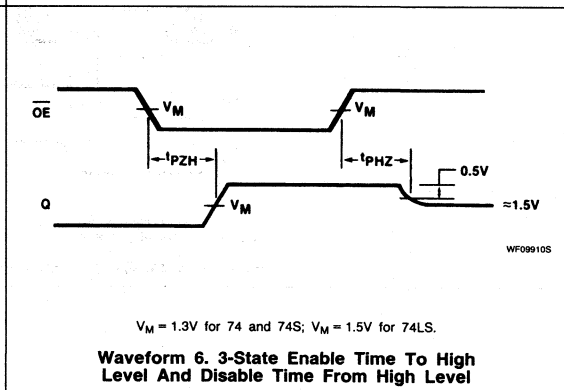 OE
VM
VM
tPZH
tPHZ
0.5V
Q
VM
≈1.5V
WF09910S
VM = 1.3V for 74 and 74S; VM = 1.5V for 74LS.
Waveform 6. 3-State Enable Time To High
Level And Disable Time From High Level